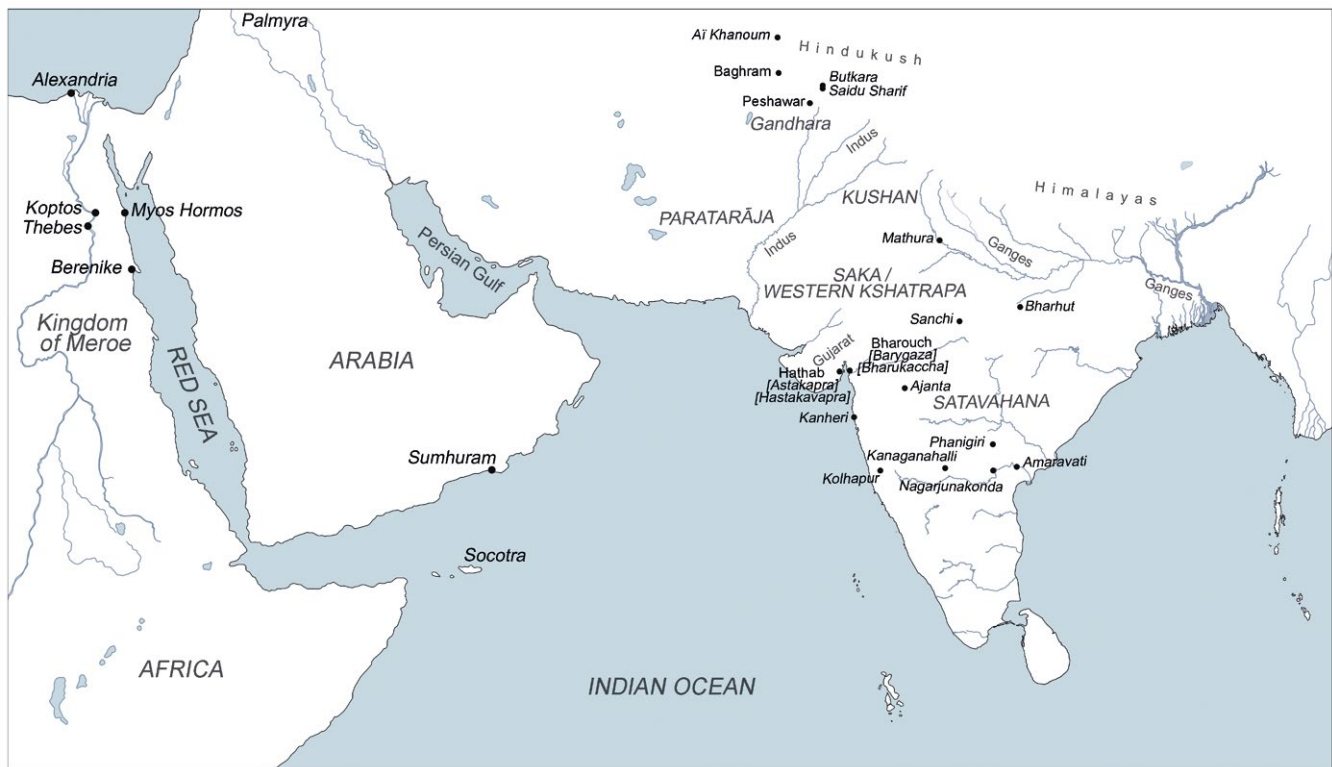 Palmyra
Alexandria
Koptos
Thebes
Myos Hormos
Berenike
Kingdom
of Meroe
RED SEA
ARABIA
Persian Gulf
Sumhuram
Socotra
AFRICA
INDIAN OCEAN
Aï Khanoum
Hindukush
Baghram
Butkara
Saidu Sharif
Peshawar
Gandhara
Indus
KUSHAN
Himalayas
PARATARĀJA
Indus
Mathura
Ganges
SAKA /
WESTERN KSHATRAPA
Ganges
Bharhut
Sanchi
Gujarat
Bharouch
[Barygaza]
[Bharukaccha]
Hathab
[Astakapra]
[Hastakavapra]
Ajanta
SATAVAHANA
Kanheri
Phanigiri
Kanaganahalli
Amaravati
Kolhapur
Nagarjunakonda